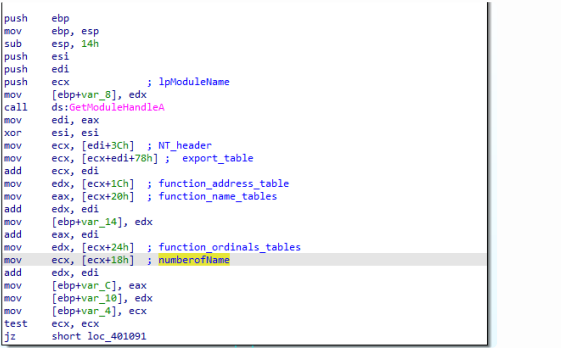 push ebp
mov ebp, esp
sub esp, 14h
push esi
push edi
push ecx ; lpModuleName
mov [ebp+var_8], edx
call ds:GetModuleHandleA
mov edi, eax
xor esi, esi
mov ecx, [edi+3Ch] ; NT_header
mov ecx, [ecx+edi+78h] ; export_table
add ecx, edi
mov edx, [ecx+1Ch] ; function_address_table
mov eax, [ecx+20h] ; function_name_tables
add edx, edi
mov [ebp+var_14], edx
add eax, edi
mov edx, [ecx+24h] ; function_ordinals_tables
mov ecx, [ecx+18h] ; numberofName
add edx, edi
mov [ebp+var_C], eax
mov [ebp+var_10], edx
mov [ebp+var_4], ecx
test ecx, ecx
jz short loc_401091